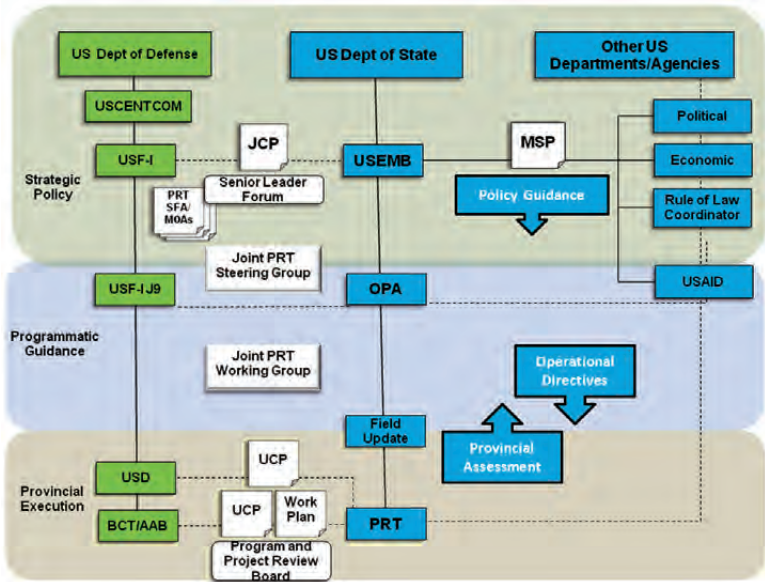 US Dept of Defense
US Dept of State
Other US
Departments/Agencies
USCENTCOM
Political
JCP
MSP
USF-I
USEMB
Economic
Strategic
Policy
Senior Leader
Forum
PRT
SFA/
MOAs
Policy Guidance
Rule of Law
Coordinator
Joint PRT
Steering Group
USF-I J9
OPA
USAID
Programmatic
Guidance
Joint PRT
Working Group
Operational
Directives
Field
Update
Provincial
Assessment
UCP
USD
Provincial
Execution
UCP
Work
Plan
BCT/AAB
PRT
Program and
Project Review
Board